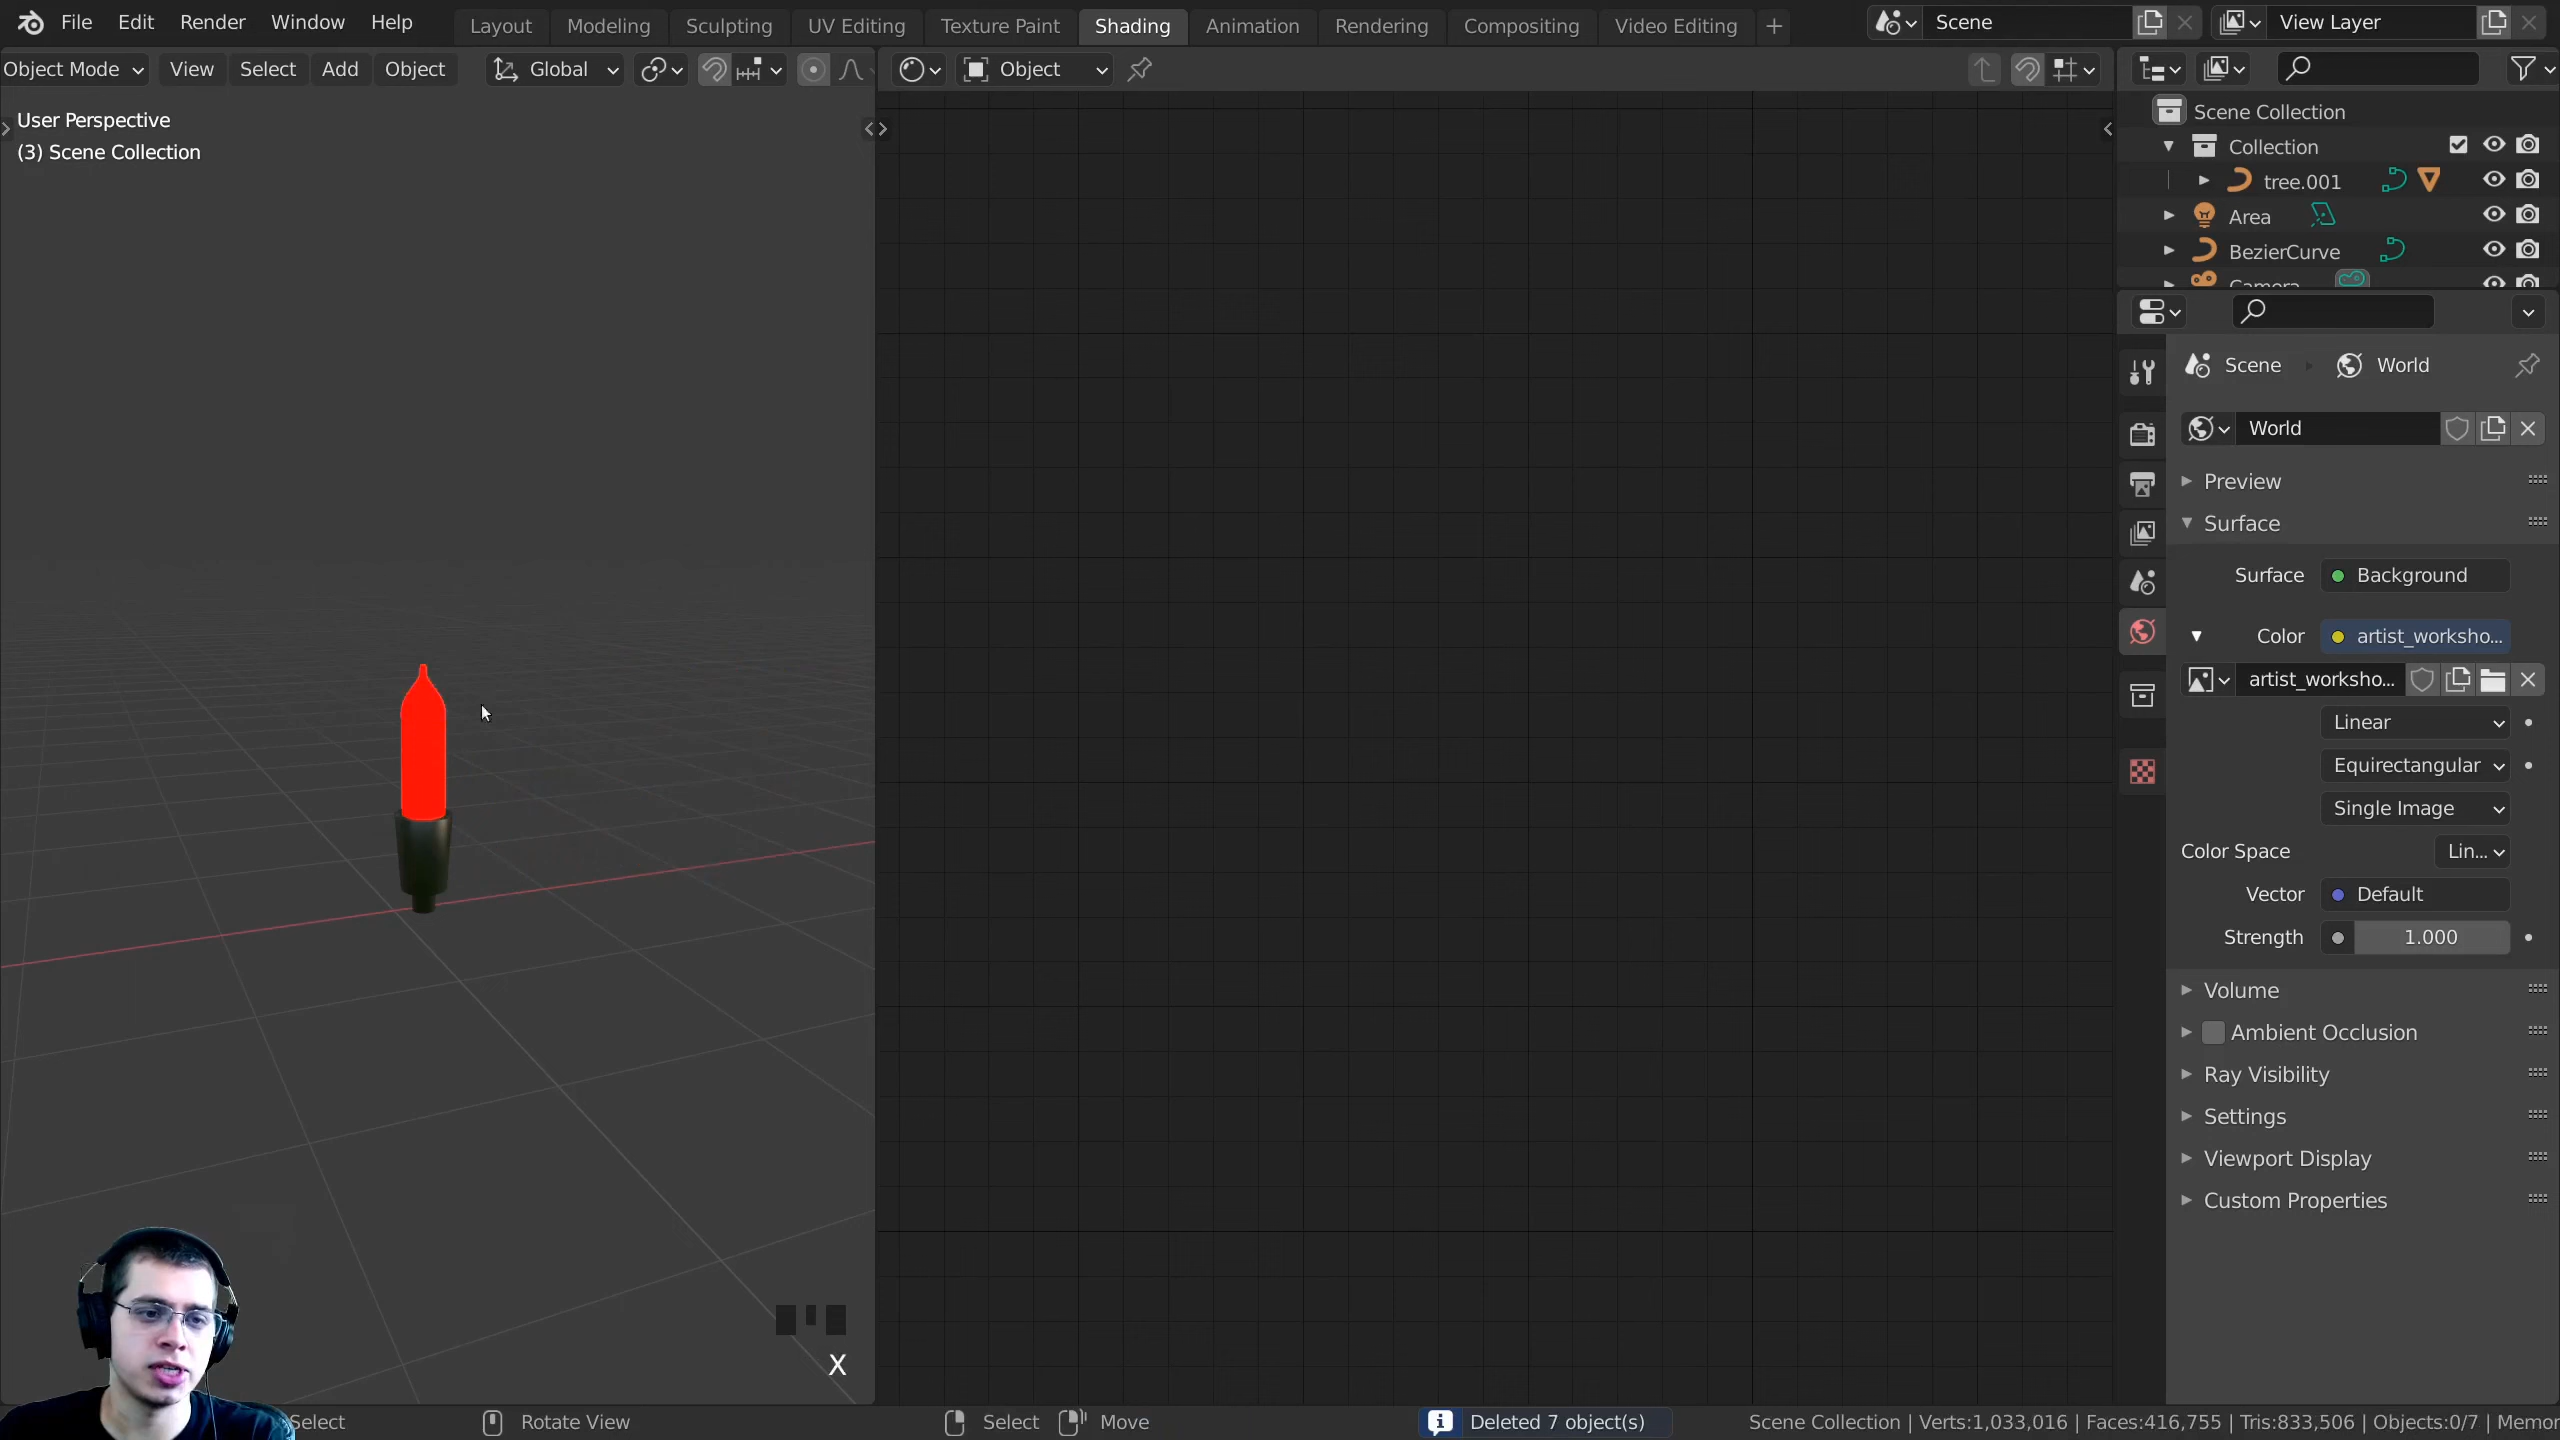 File Edit Render Window Help Layout Modeling Sculpting UV Editing Texture Paint Shading Animation Rendering Compositing Video Editing + Scene View Layer
Object Mode View Select Add Object Global Object
User Perspective
(3) Scene Collection
Scene Collection
Collection
tree.001
Area
BezierCurve
Camera
Scene World
World
Preview
Surface
Surface Background
Color artist_worksho...
artist_worksho...
Linear
Equirectangular
Single Image
Color Space Lin...
Vector Default
Strength 1.000
Volume
Ambient Occlusion
Ray Visibility
Settings
Viewport Display
Custom Properties
X
Select Rotate View Select Move Deleted 7 object(s) Scene Collection | Verts:1,033,016 | Faces:416,755 | Tris:833,506 | Objects:0/7 | Memor